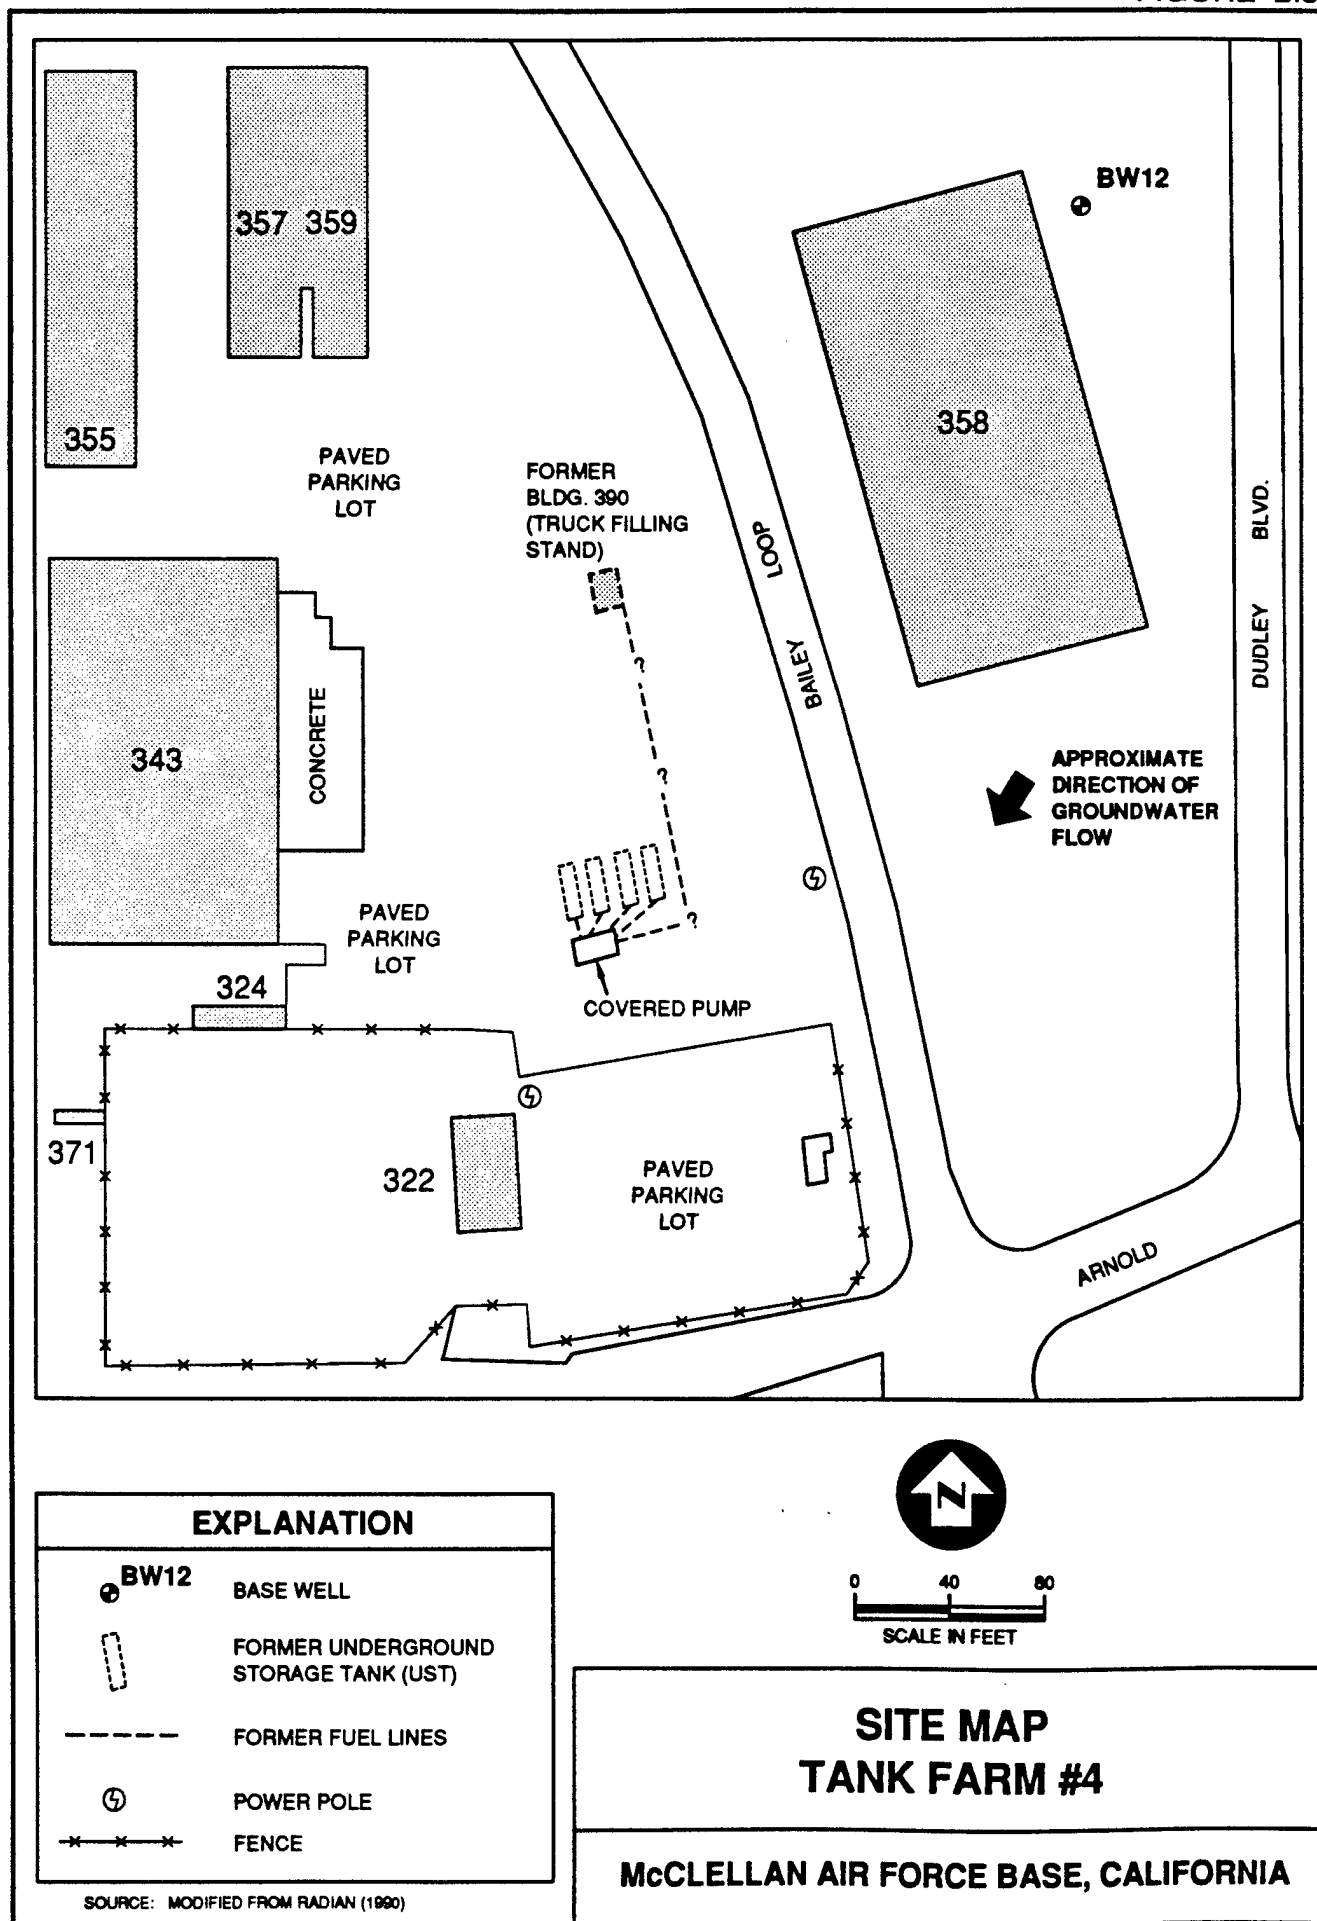 BW12
357 359
358
355
PAVED
PARKING
LOT
FORMER
BLDG. 390
(TRUCK FILLING
STAND)
LOOP
BAILEY
DUDLEY BLVD.
?
343
CONCRETE
?
APPROXIMATE
DIRECTION OF
GROUNDWATER
FLOW
PAVED
PARKING
LOT
?
324
COVERED PUMP
371
322
PAVED
PARKING
LOT
ARNOLD
N
EXPLANATION
BW12
BASE WELL
FORMER UNDERGROUND
STORAGE TANK (UST)
FORMER FUEL LINES
POWER POLE
FENCE
SOURCE: MODIFIED FROM RADIAN (1990)
0 40 80
SCALE IN FEET
SITE MAP
TANK FARM #4
McCLELLAN AIR FORCE BASE, CALIFORNIA